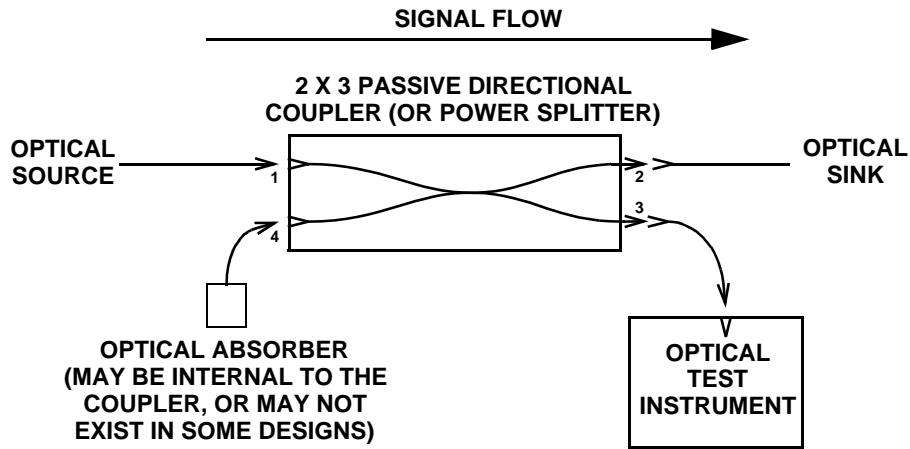 SIGNAL FLOW
2 X 3 PASSIVE DIRECTIONAL
COUPLER (OR POWER SPLITTER)
OPTICAL
SOURCE
1
2
OPTICAL
SINK
4
3
OPTICAL ABSORBER
(MAY BE INTERNAL TO THE
COUPLER, OR MAY NOT
EXIST IN SOME DESIGNS)
OPTICAL
TEST
INSTRUMENT